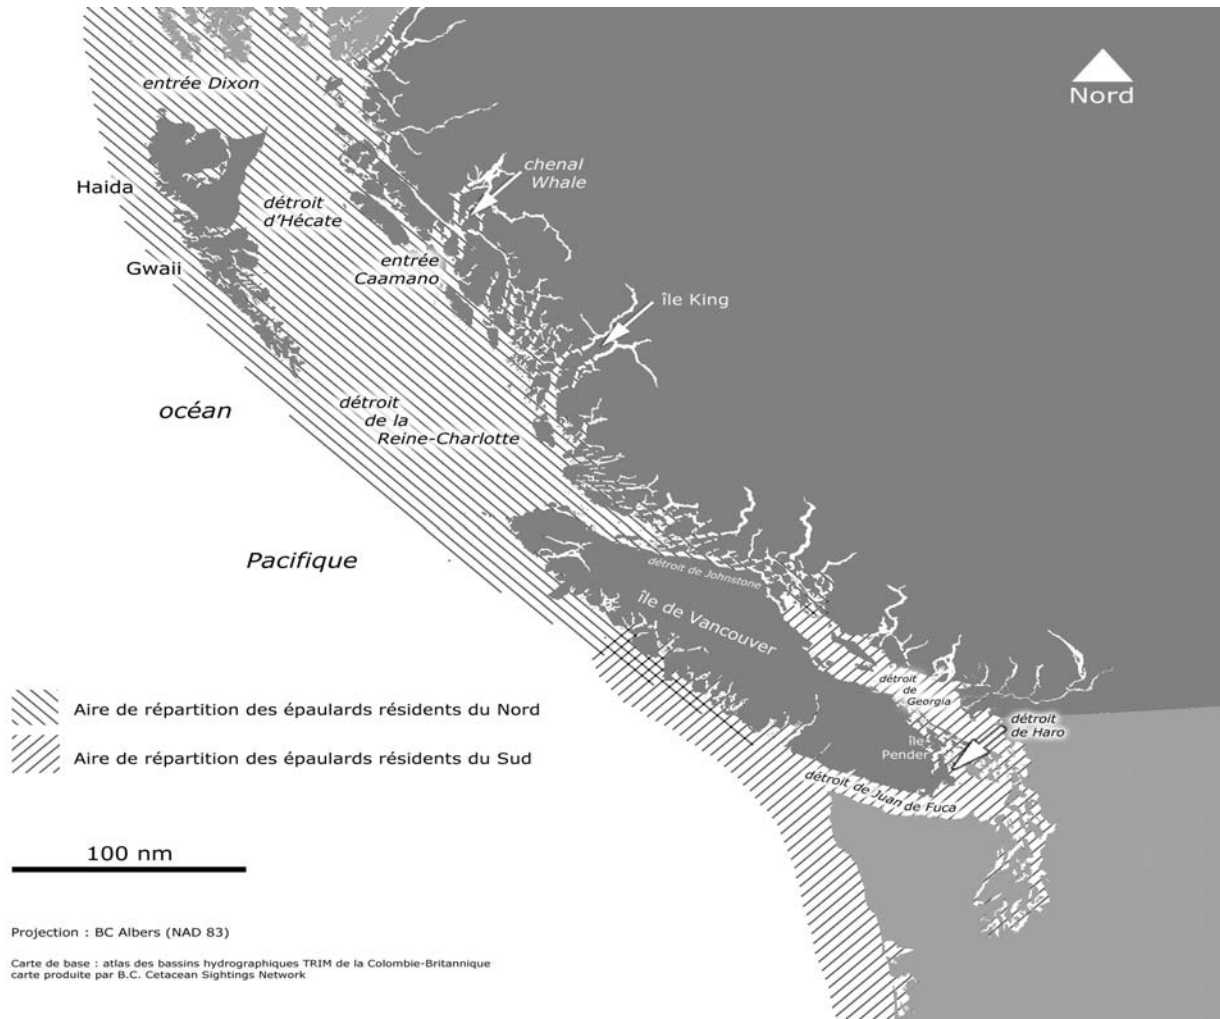 entrée Dixon
Nord
chenal
Whale
Haida
détroit
d'Hécate
Gwaii
entrée
Caamano
île King
océan
détroit
de la
Reine-Charlotte
Pacifique
détroit de Johnstone
île de Vancouver
détroit
de
Georgia
détroit
de Haro
île
Pender
détroit de Juan de Fuca
Aire de répartition des épaulards résidents du Nord
Aire de répartition des épaulards résidents du Sud
100 nm
Projection : BC Albers (NAD 83)
Carte de base : atlas des bassins hydrographiques TRIM de la Colombie-Britannique
carte produite par B.C. Cetacean Sightings Network